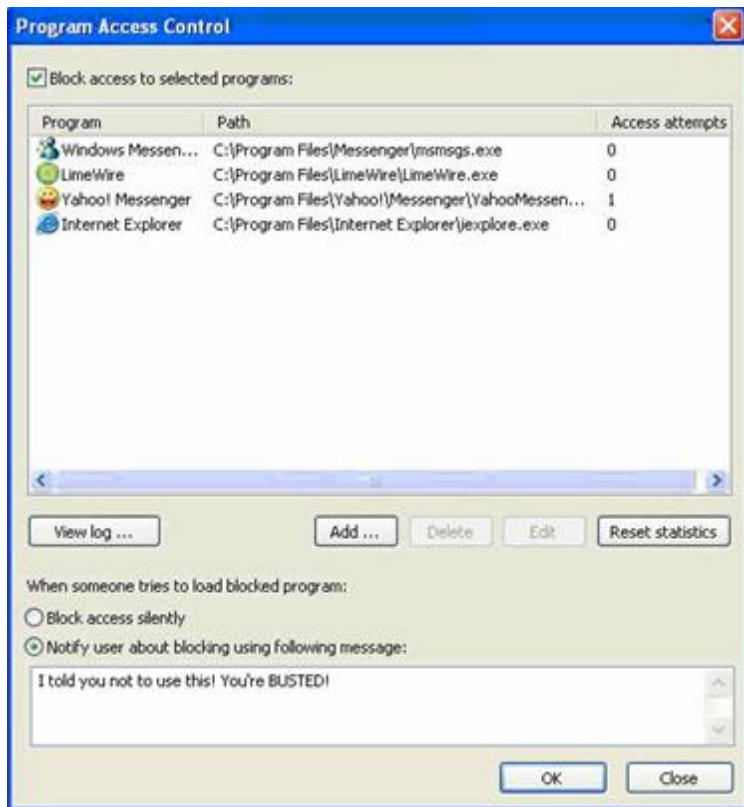 Program Access Control
Block access to selected programs:
Program Path Access attempts
Windows Messen... C:\Program Files\Messenger\msmsgs.exe 0
LimeWire C:\Program Files\LimeWire\LimeWire.exe 0
Yahoo! Messenger C:\Program Files\Yahoo!\Messenger\YahooMessen... 1
Internet Explorer C:\Program Files\Internet Explorer\iexplore.exe 0
View log ... Add ... Delete Edit Reset statistics
When someone tries to load blocked program:
Block access silently
Notify user about blocking using following message:
I told you not to use this! You're BUSTED!
OK Close